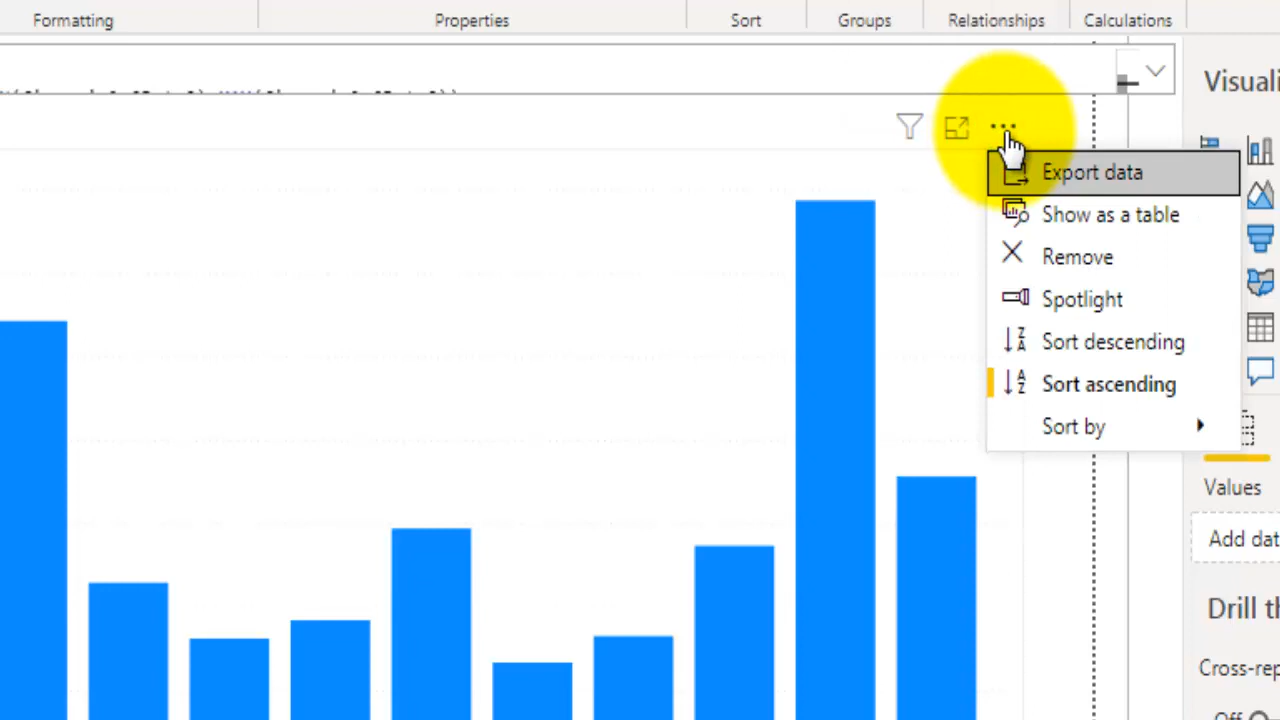 Formatting
Properties
Sort
Groups
Relationships
Calculations
Visuali
Export data
Show as a table
Remove
Spotlight
Sort descending
Sort ascending
Sort by
Values
Add dat
Drill th
Cross-rep
Off